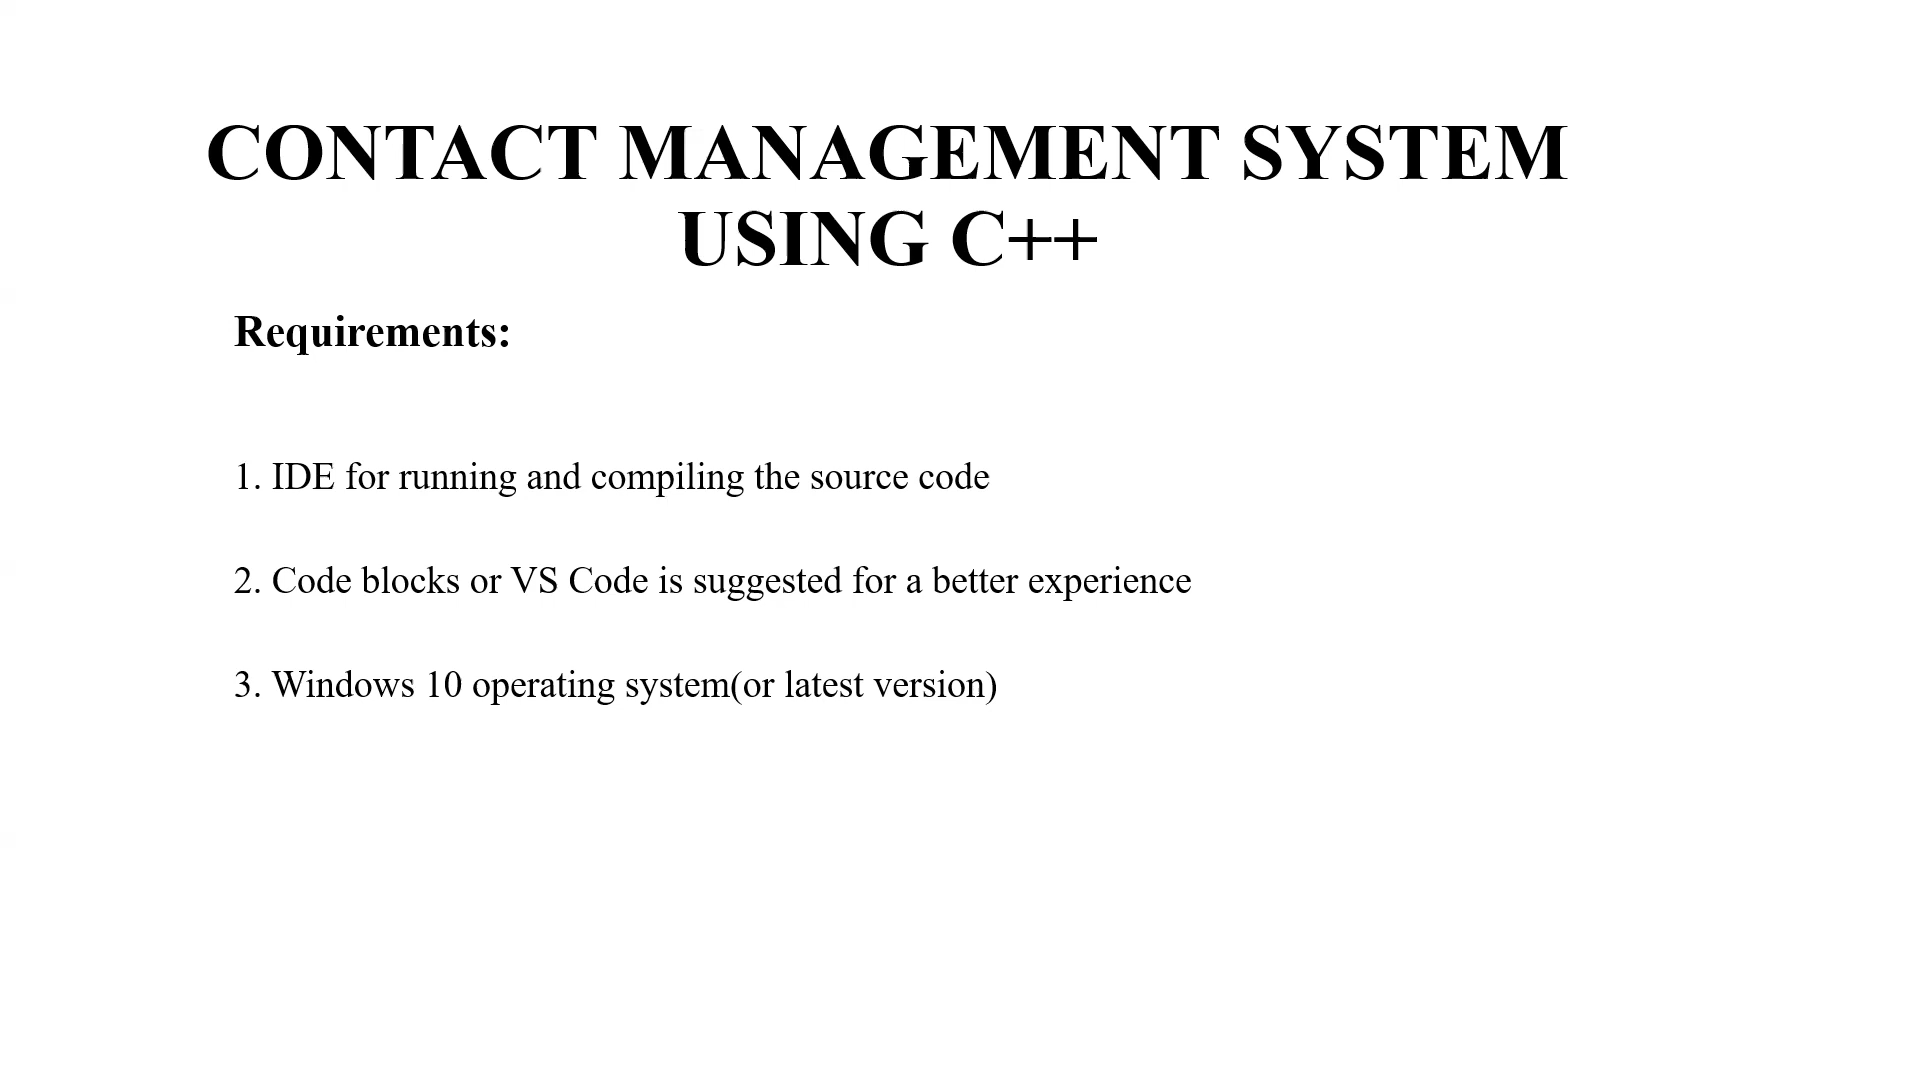 CONTACT MANAGEMENT SYSTEM
USING C++
Requirements:
1. IDE for running and compiling the source code
2. Code blocks or VS Code is suggested for a better experience
3. Windows 10 operating system(or latest version)